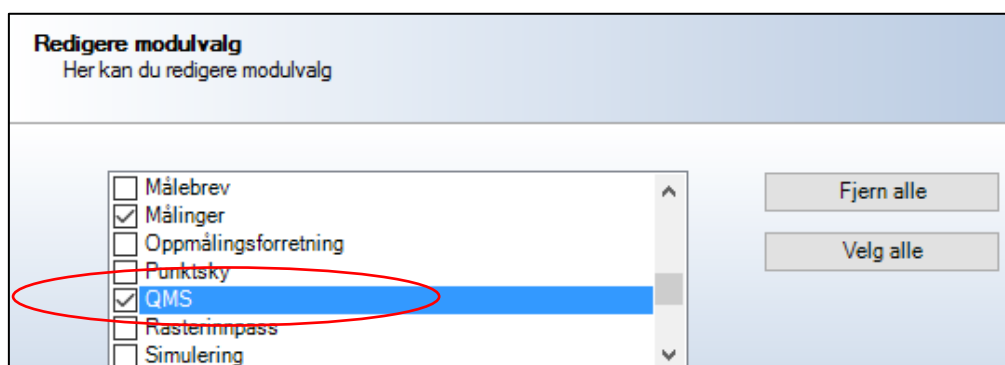 Redigere modulvalg
Her kan du redigere modulvalg
Målebrev
Målinger
Oppmålingsforretning
Punktsky
QMS
Rasterinnpass
Simulering
Fjern alle
Velg alle